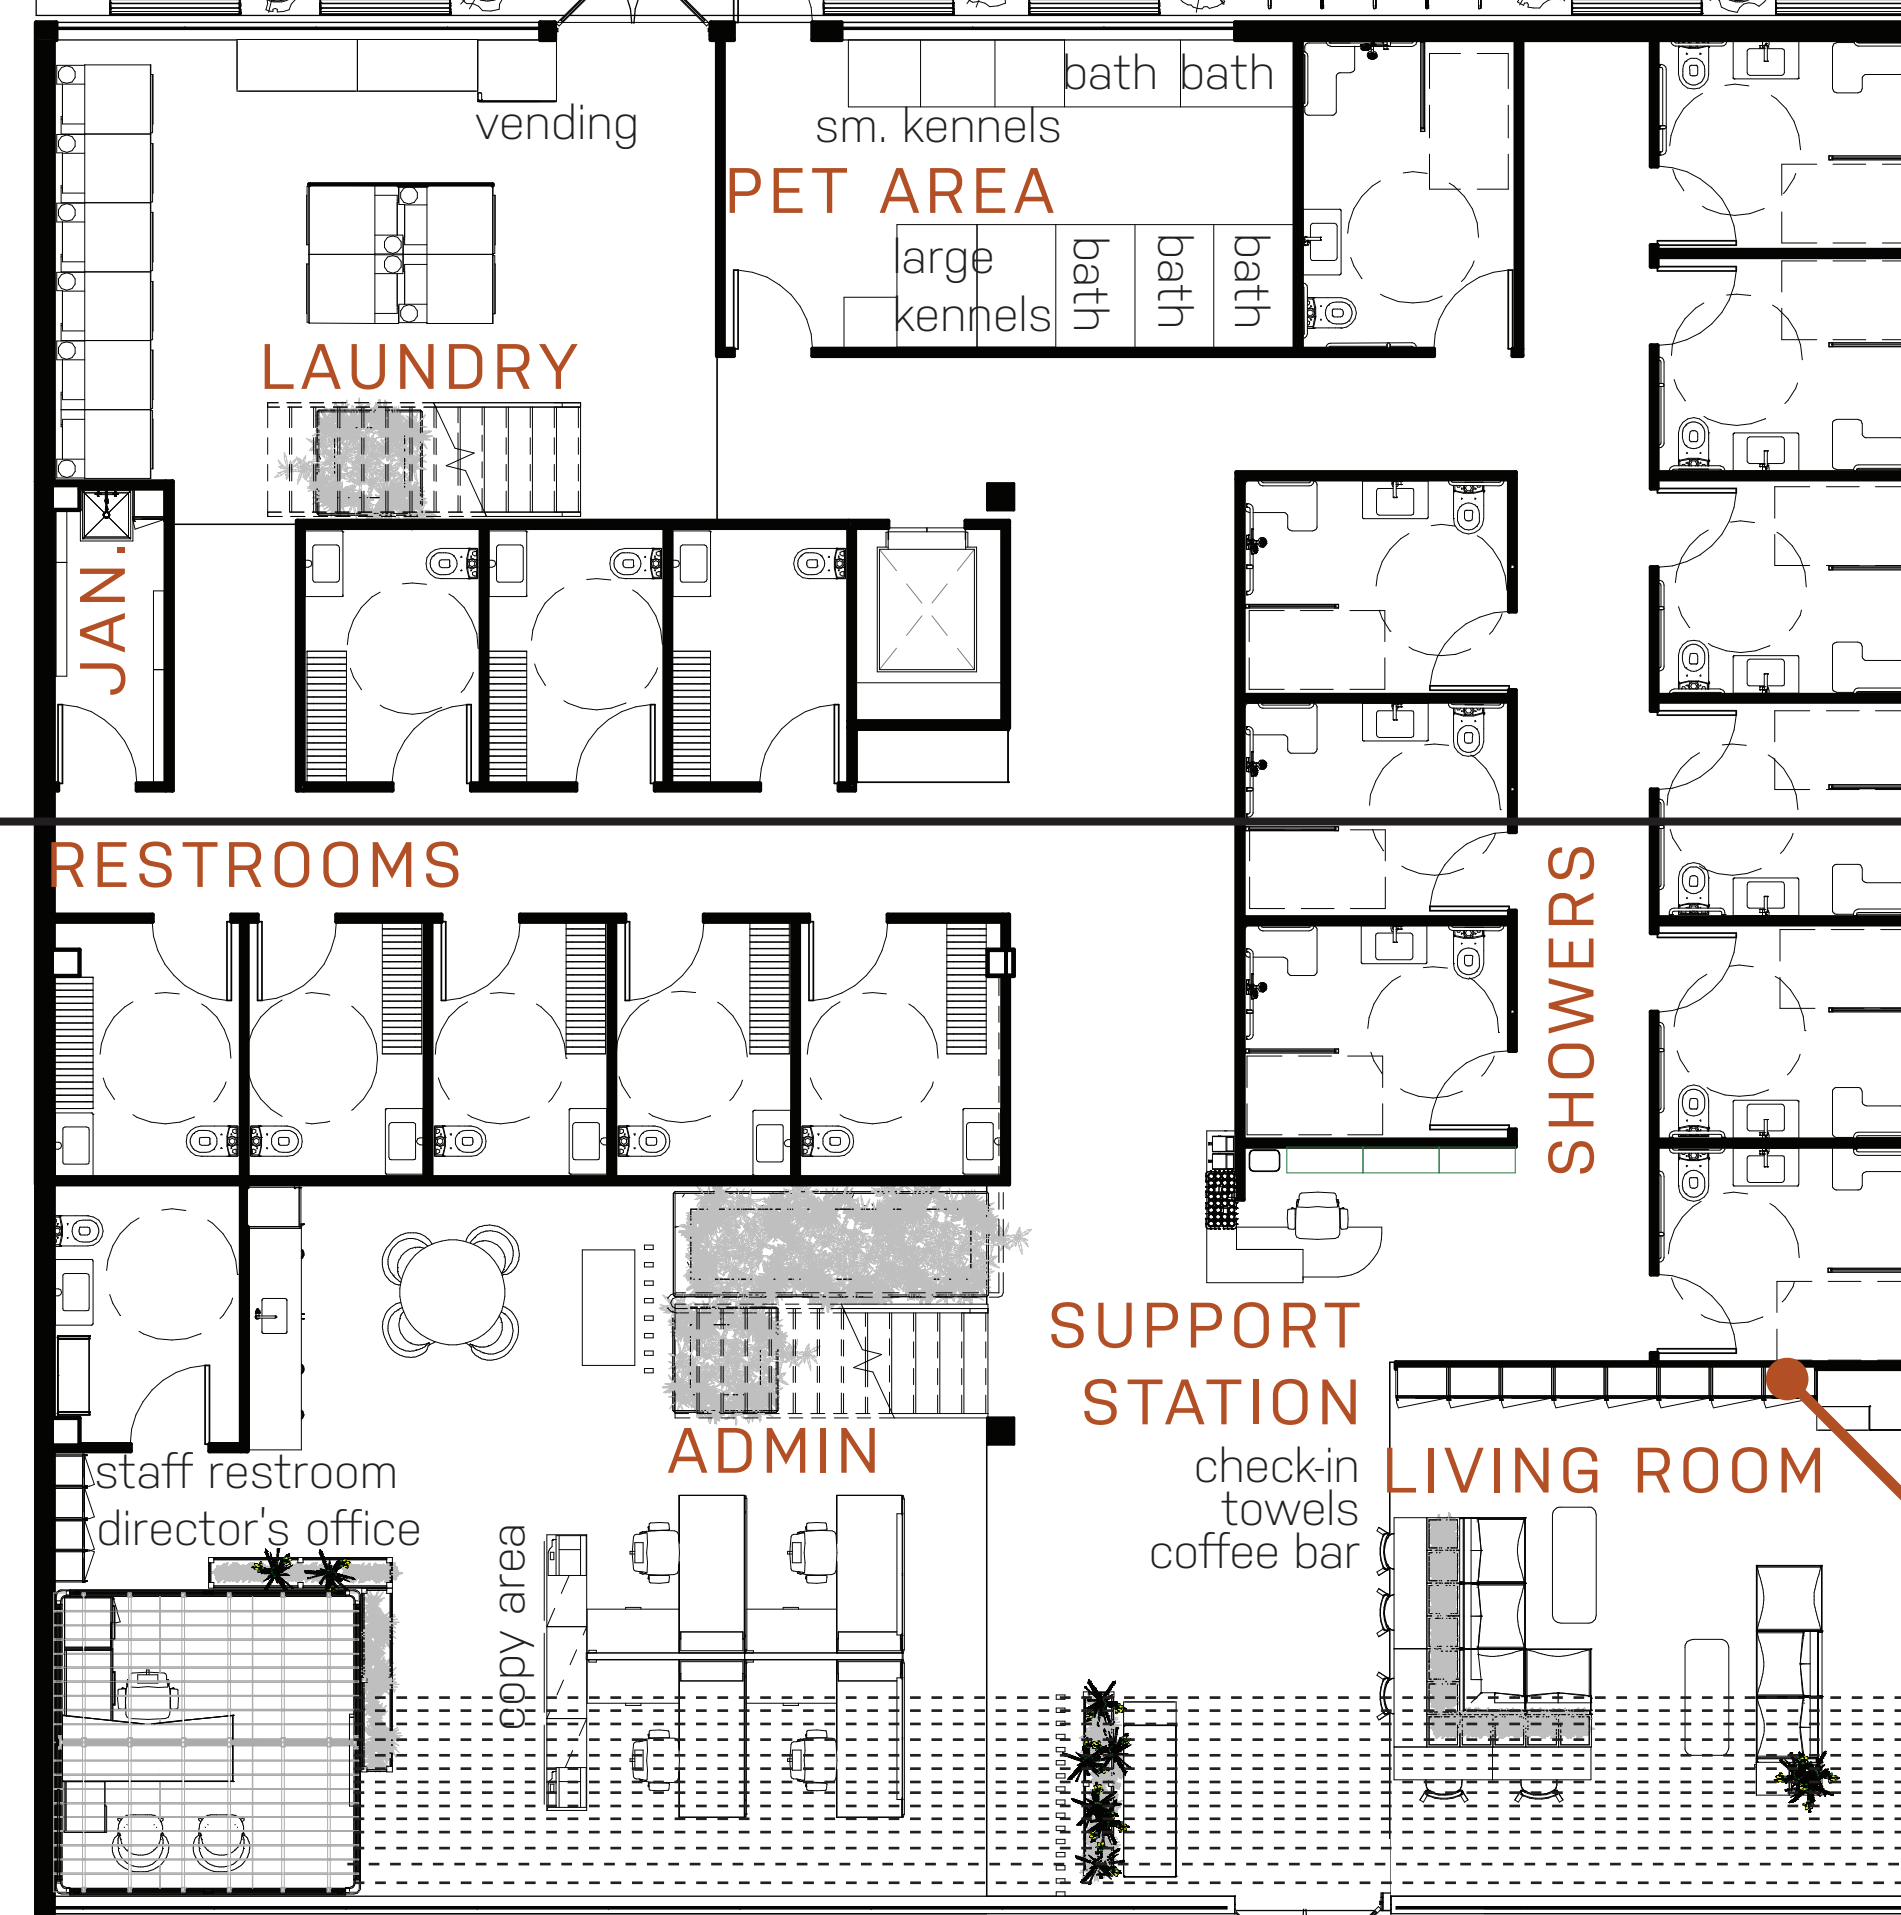 bath bath
vending
sm. kennels
PET AREA
large
kennels
bath
bath
bath
LAUNDRY
JAN.
RESTROOMS
SHOWERS
SUPPORT
STATION
check-in
towels
coffee bar
ADMIN
LIVING ROOM
staff restroom
director's office
copy area